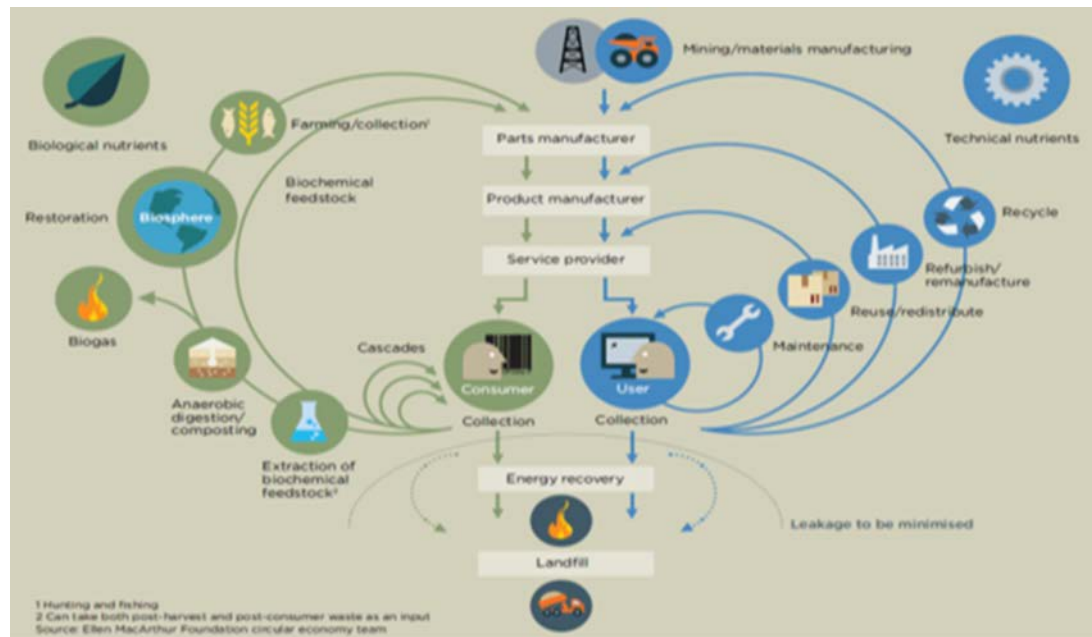 Mining/materials manufacturing
Biological nutrients
Technical nutrients
Farming/collection¹
Parts manufacturer
Biochemical
feedstock
Product manufacturer
Restoration
Biosphere
Recycle
Service provider
Refurbish/
remanufacture
Reuse/redistribute
Biogas
Cascades
Maintenance
Consumer
User
Anaerobic
digestion/
composting
Collection
Collection
Extraction of
biochemical
feedstock²
Energy recovery
Leakage to be minimised
Landfill
1 Hunting and fishing
2 Can take both post-harvest and post-consumer waste as an input
Source: Ellen MacArthur Foundation circular economy team